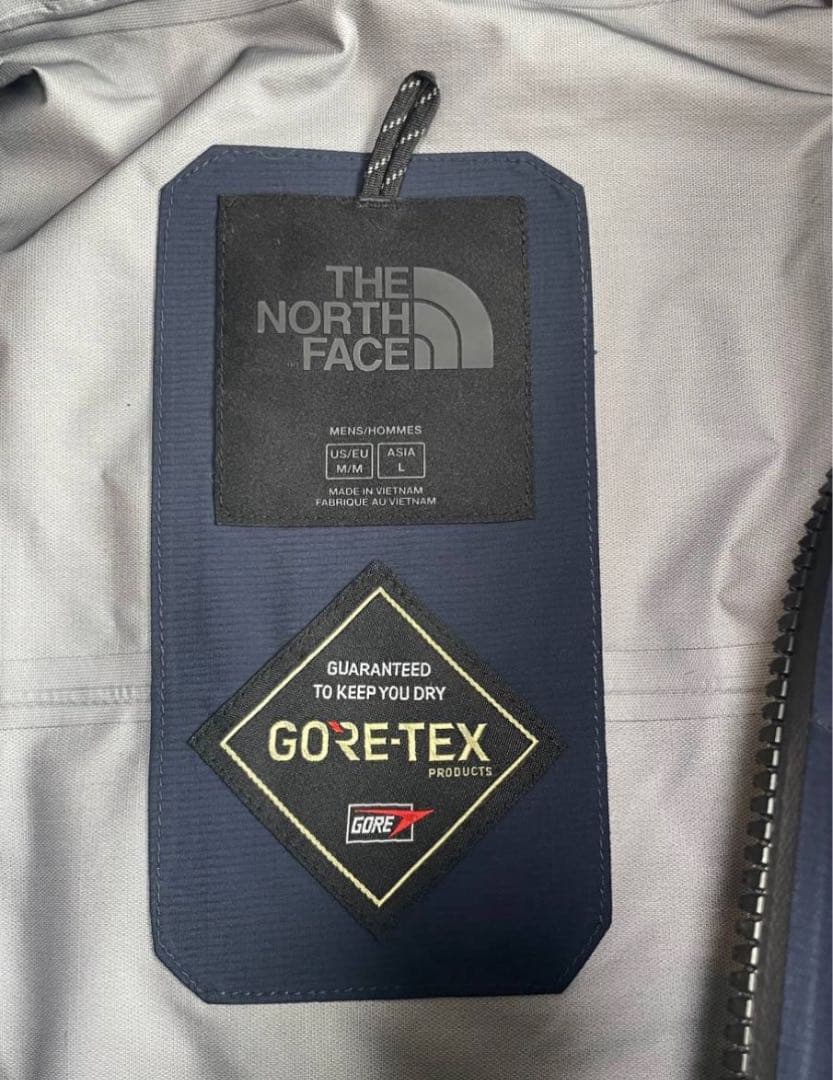 THE
NORTH
FACE
MENS/HOMMES
US/EU ASIA
M/M L
MADE IN VIETNAM
FABRIQUÉ AU VIETNAM
GUARANTEED
TO KEEP YOU DRY
GORE-TEX
PRODUCTS
GORE